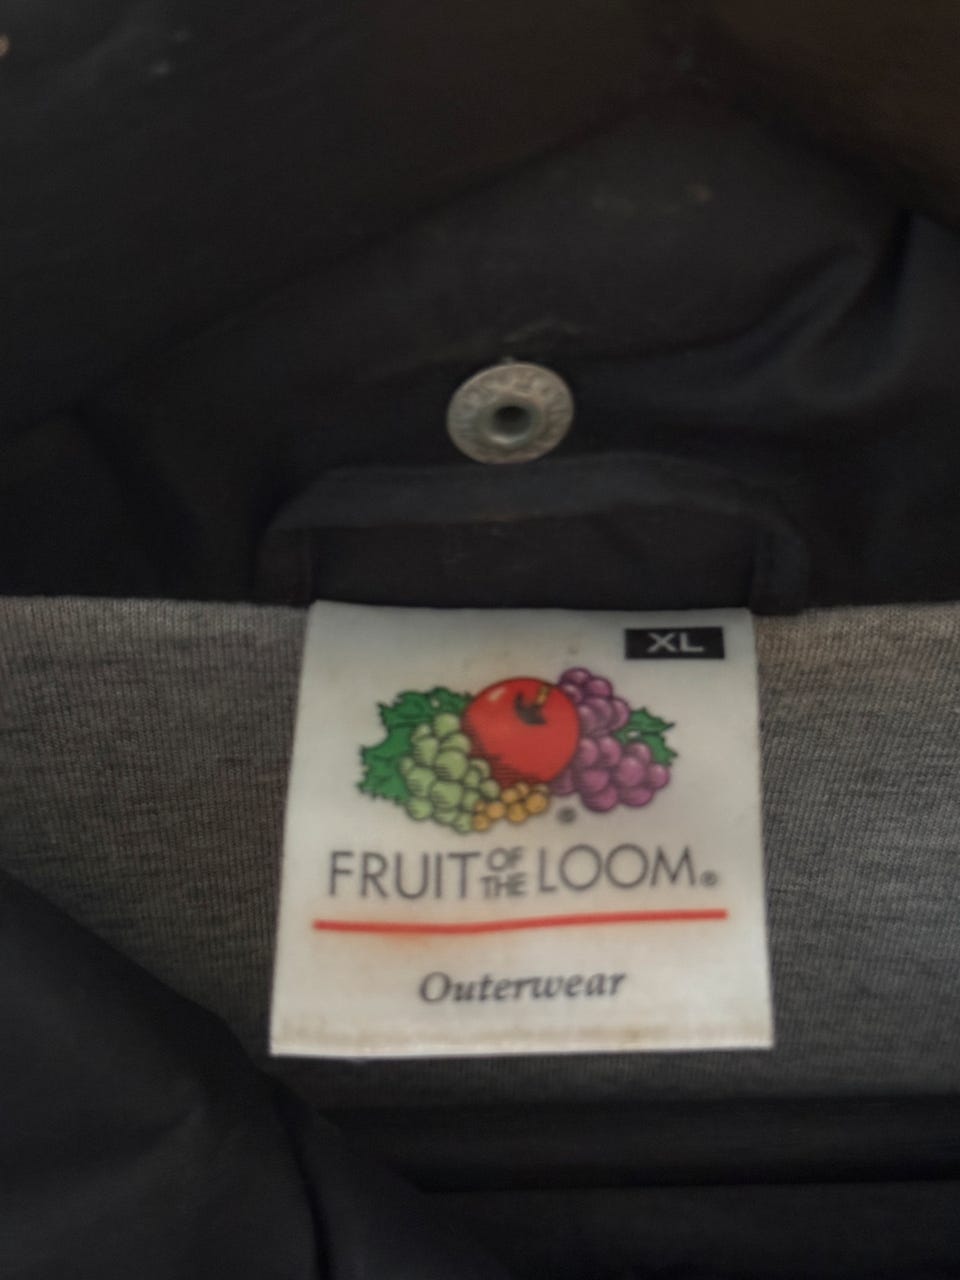 XL
®
FRUIT OF THE LOOM®
Outerwear